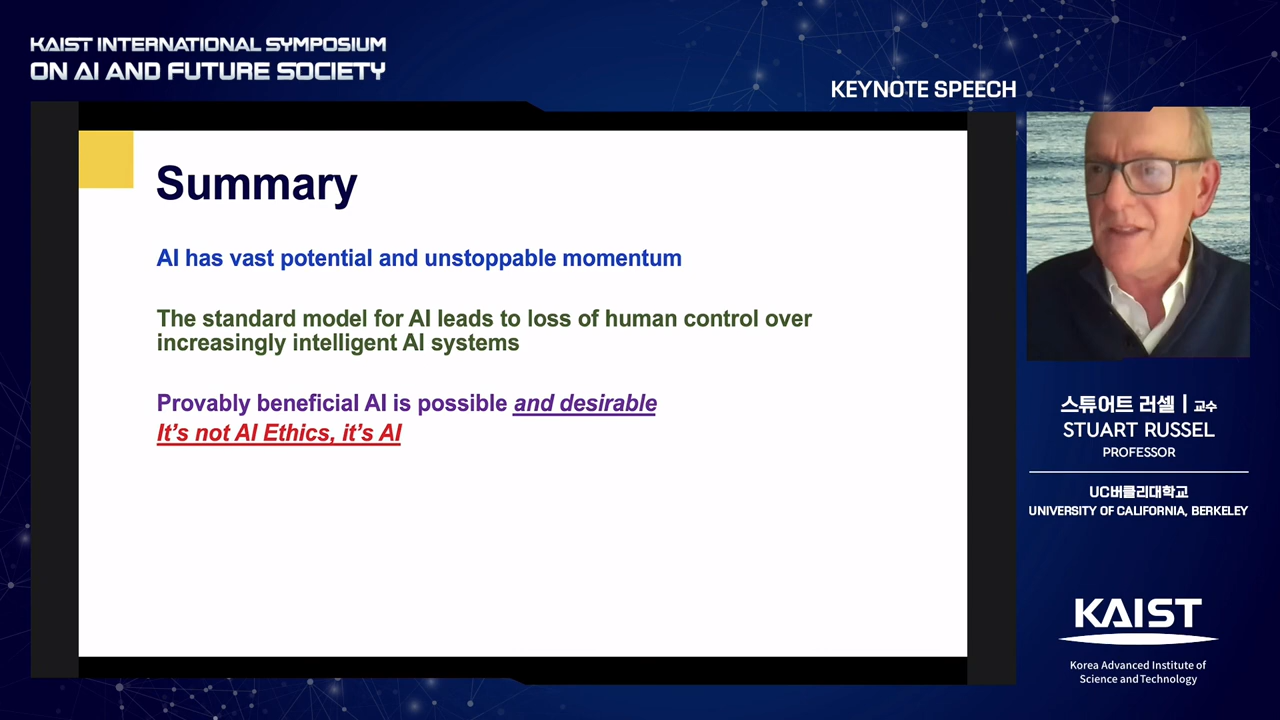 KAIST INTERNATIONAL SYMPOSIUM
ON AI AND FUTURE SOCIETY
KEYNOTE SPEECH
Summary
AI has vast potential and unstoppable momentum
The standard model for AI leads to loss of human control over
increasingly intelligent AI systems
Provably beneficial AI is possible and desirable
It's not AI Ethics, it's AI
스튜어트 러셀 | 교수
STUART RUSSEL
PROFESSOR
UC버클리대학교
UNIVERSITY OF CALIFORNIA, BERKELEY
KAIST
Korea Advanced Institute of
Science and Technology